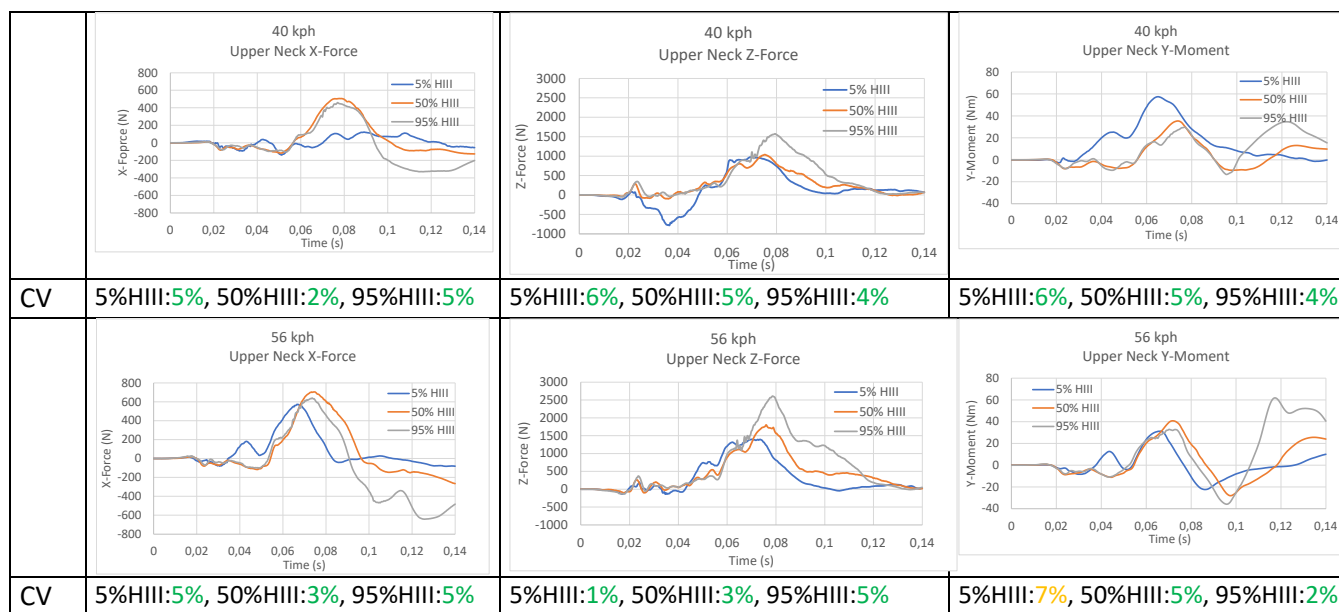 40 kph
Upper Neck X-Force
X-Foprce (N)
800
600
400
200
0
-200
-400
-600
-800
0 0,02 0,04 0,06 0,08 0,1 0,12 0,14
Time (s)
5% HIII
50% HIII
95% HIII
40 kph
Upper Neck Z-Force
Z-Force (N)
3000
2500
2000
1500
1000
500
0
-500
-1000
0 0,02 0,04 0,06 0,08 0,1 0,12 0,14
Time (s)
5% HIII
50% HIII
95% HIII
40 kph
Upper Neck Y-Moment
Y-Moment (Nm)
80
60
40
20
0
-20
-40
0 0,02 0,04 0,06 0,08 0,1 0,12 0,14
Time (s)
5% HIII
50% HIII
95% HIII
CV 5%HIII:5%, 50%HIII:2%, 95%HIII:5% 5%HIII:6%, 50%HIII:5%, 95%HIII:4% 5%HIII:6%, 50%HIII:5%, 95%HIII:4%
56 kph
Upper Neck X-Force
X-Force (N)
800
600
400
200
0
-200
-400
-600
-800
0 0,02 0,04 0,06 0,08 0,1 0,12 0,14
Time (s)
5% HIII
50% HIII
95% HIII
56 kph
Upper Neck Z-Force
Z-Force (N)
3000
2500
2000
1500
1000
500
0
-500
-1000
0 0,02 0,04 0,06 0,08 0,1 0,12 0,14
Time (s)
5% HIII
50% HIII
95% HIII
56 kph
Upper Neck Y-Moment
Y-Moment (Nm)
80
60
40
20
0
-20
-40
0 0,02 0,04 0,06 0,08 0,1 0,12 0,14
Time (s)
5% HIII
50% HIII
95% HIII
CV 5%HIII:5%, 50%HIII:3%, 95%HIII:5% 5%HIII:1%, 50%HIII:3%, 95%HIII:5% 5%HIII:7%, 50%HIII:5%, 95%HIII:2%